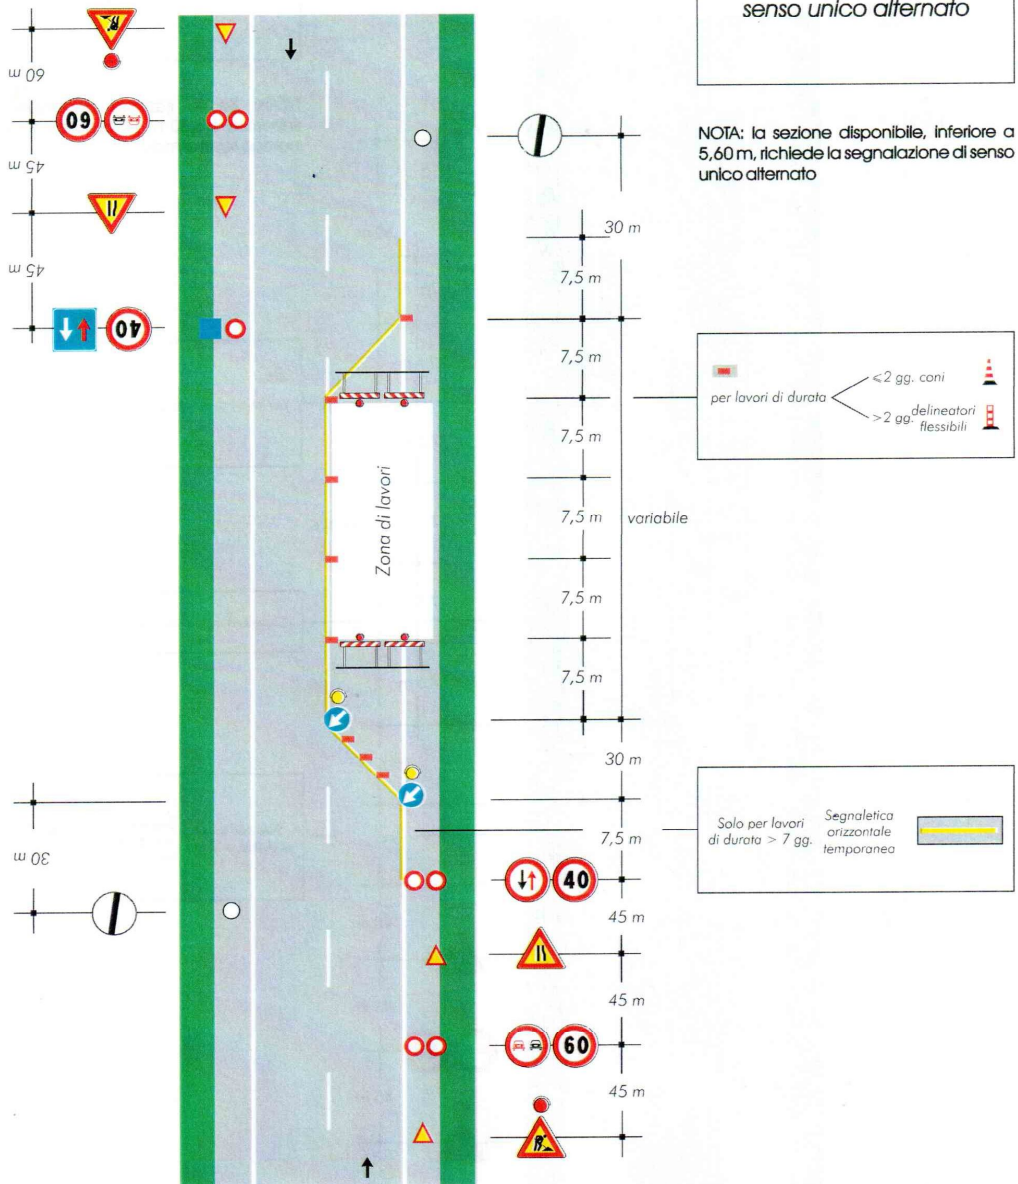 senso unico alternato
NOTA: la sezione disponibile, inferiore a
5,60 m, richiede la segnalazione di senso
unico alternato
60 m
60
45 m
45 m
40
30 m
7,5 m
7,5 m
7,5 m
7,5 m
variabile
7,5 m
7,5 m
30 m
7,5 m
Zona di lavori
per lavori di durata
≤2 gg. coni
>2 gg. delineatori
flessibili
Solo per lavori
di durata > 7 gg.
Segnaletica
orizzontale
temporanea
30 m
40
45 m
45 m
60
45 m